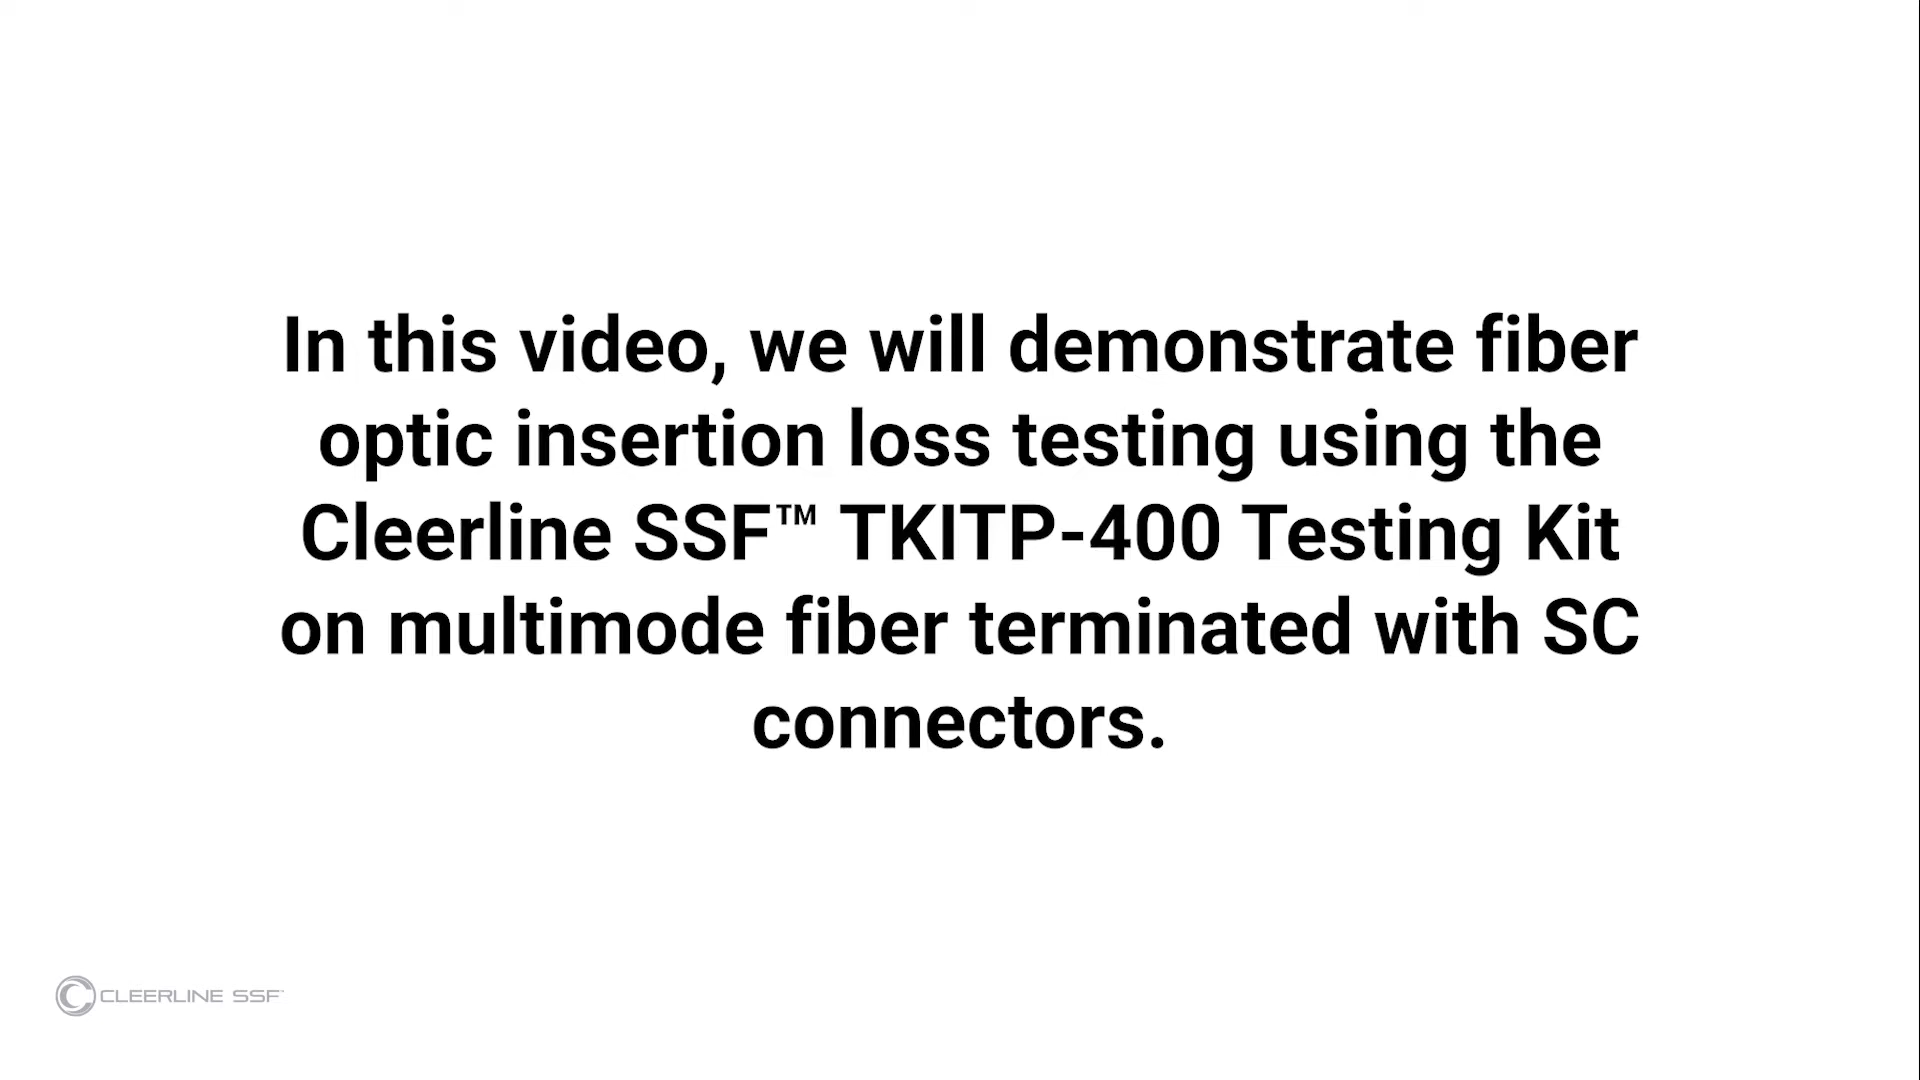 In this video, we will demonstrate fiber
optic insertion loss testing using the
Cleerline SSF™ TKITP-400 Testing Kit
on multimode fiber terminated with SC
connectors.
CLEERLINE SSF™